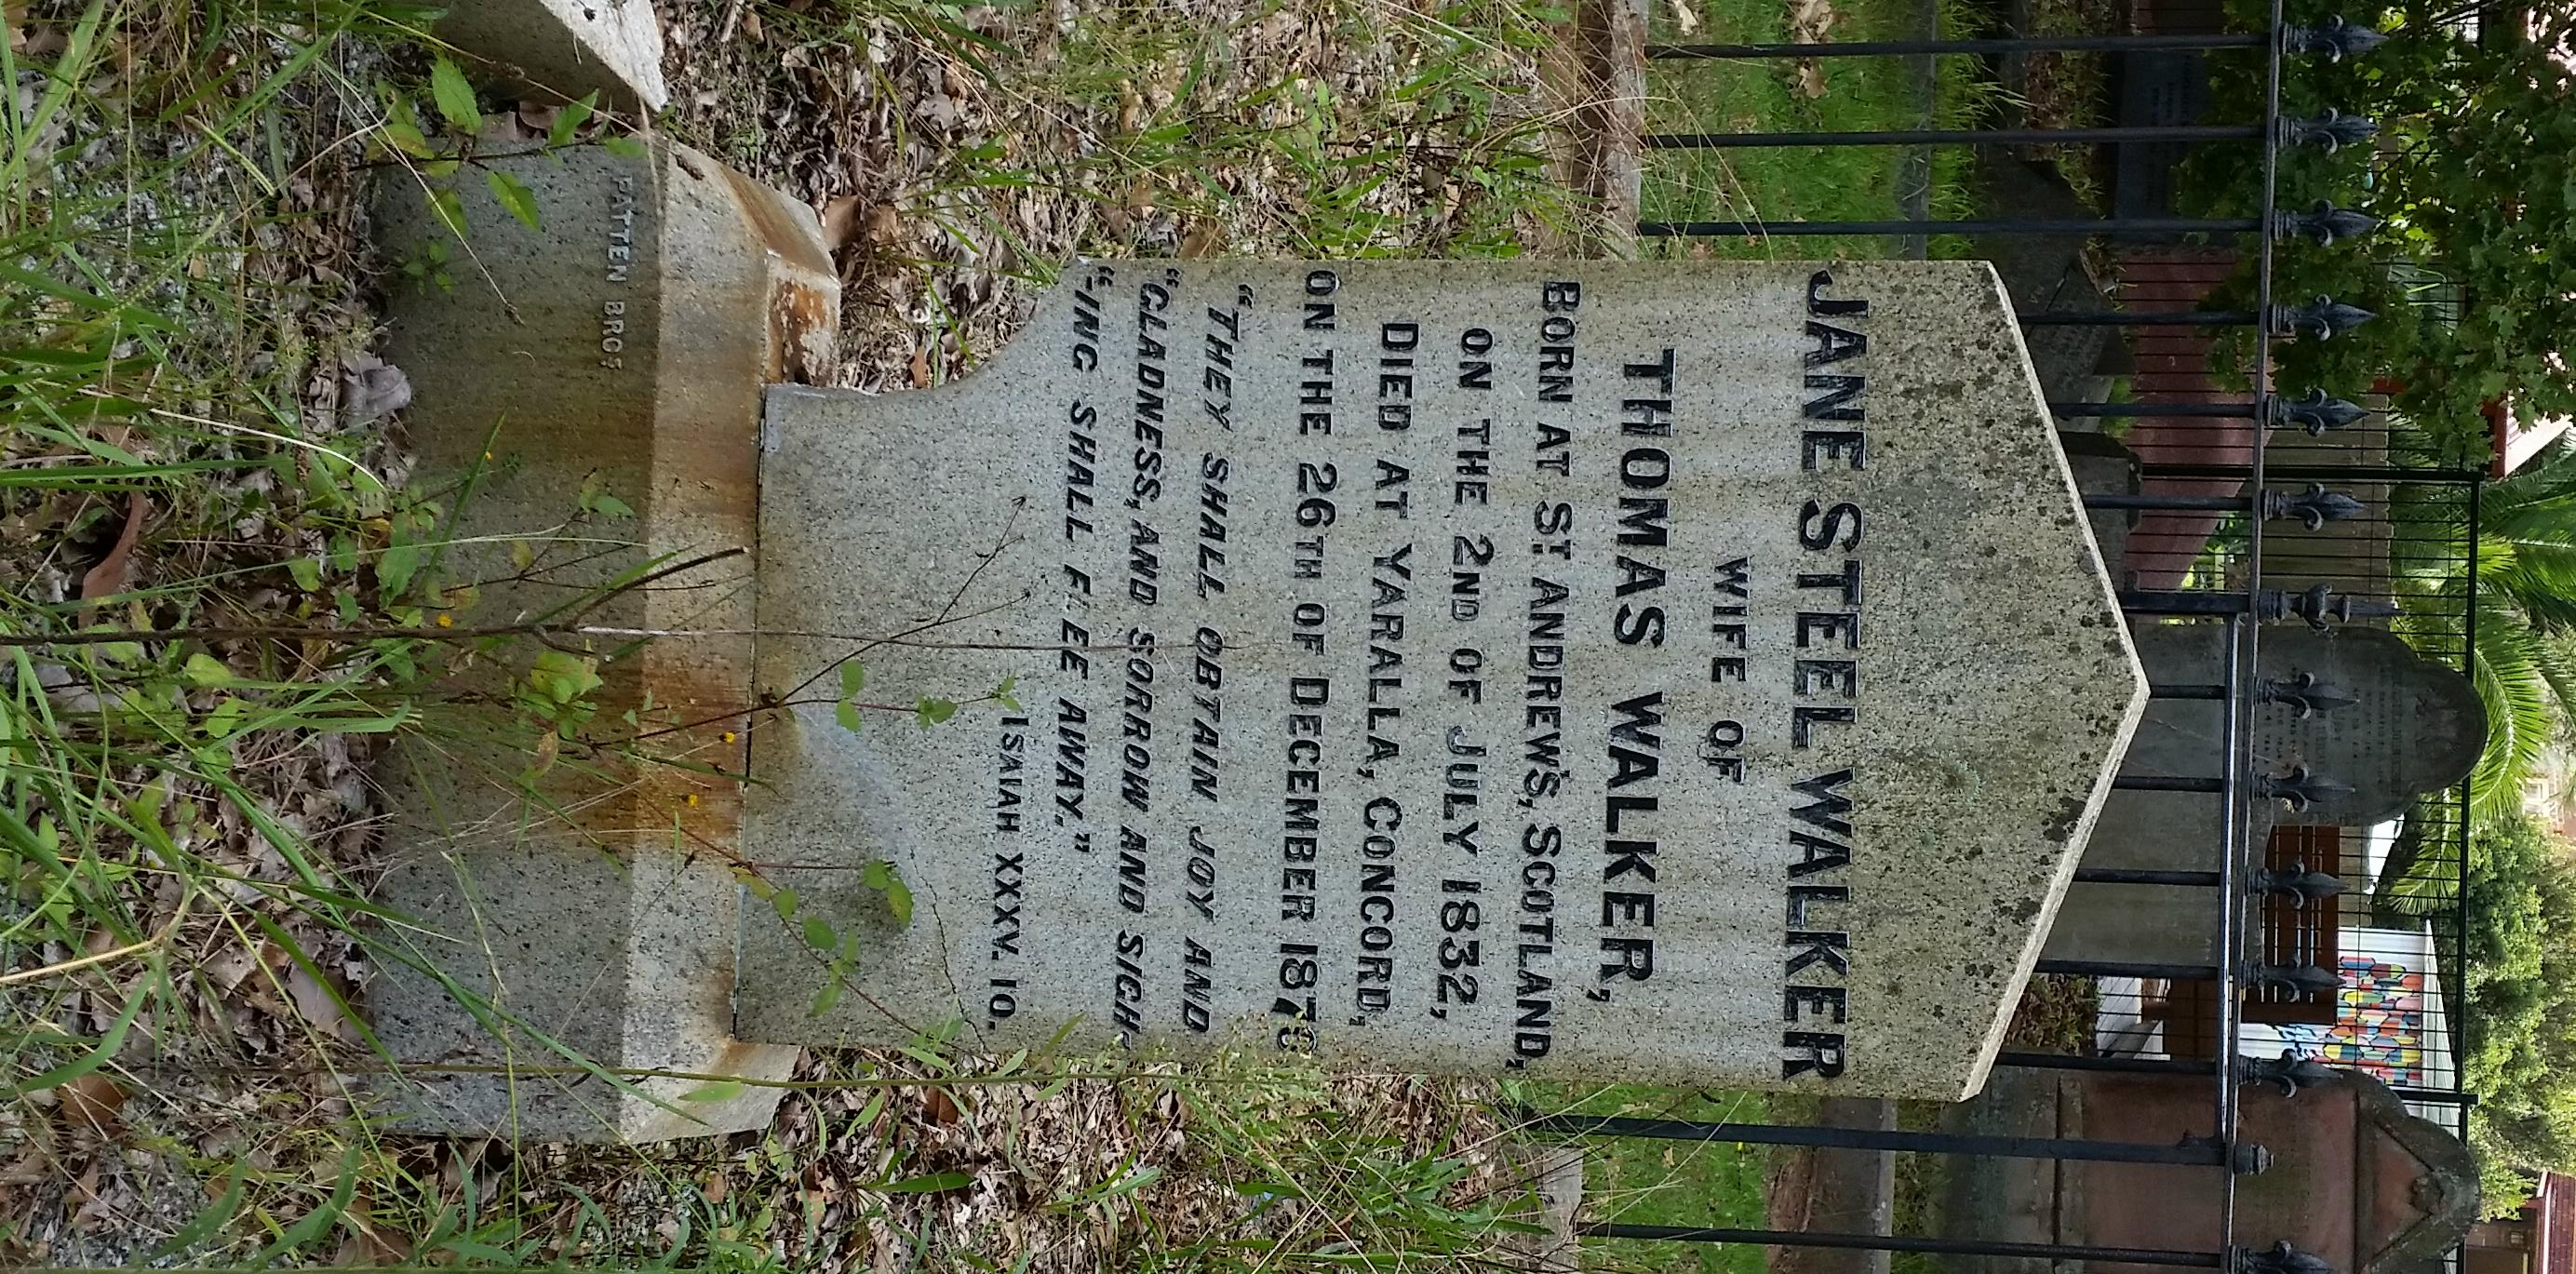 JANE STEEL WALKER
WIFE OF
THOMAS WALKER,
BORN AT ST ANDREWS, SCOTLAND,
ON THE 2ND OF JULY 1832,
DIED AT YARALLA, CONCORD,
ON THE 26TH OF DECEMBER 1870
"THEY SHALL OBTAIN JOY AND
"GLADNESS, AND SORROW AND SIGH-
"-ING SHALL FLEE AWAY."
ISAIAH XXXV. 10.
PATTEN BROS